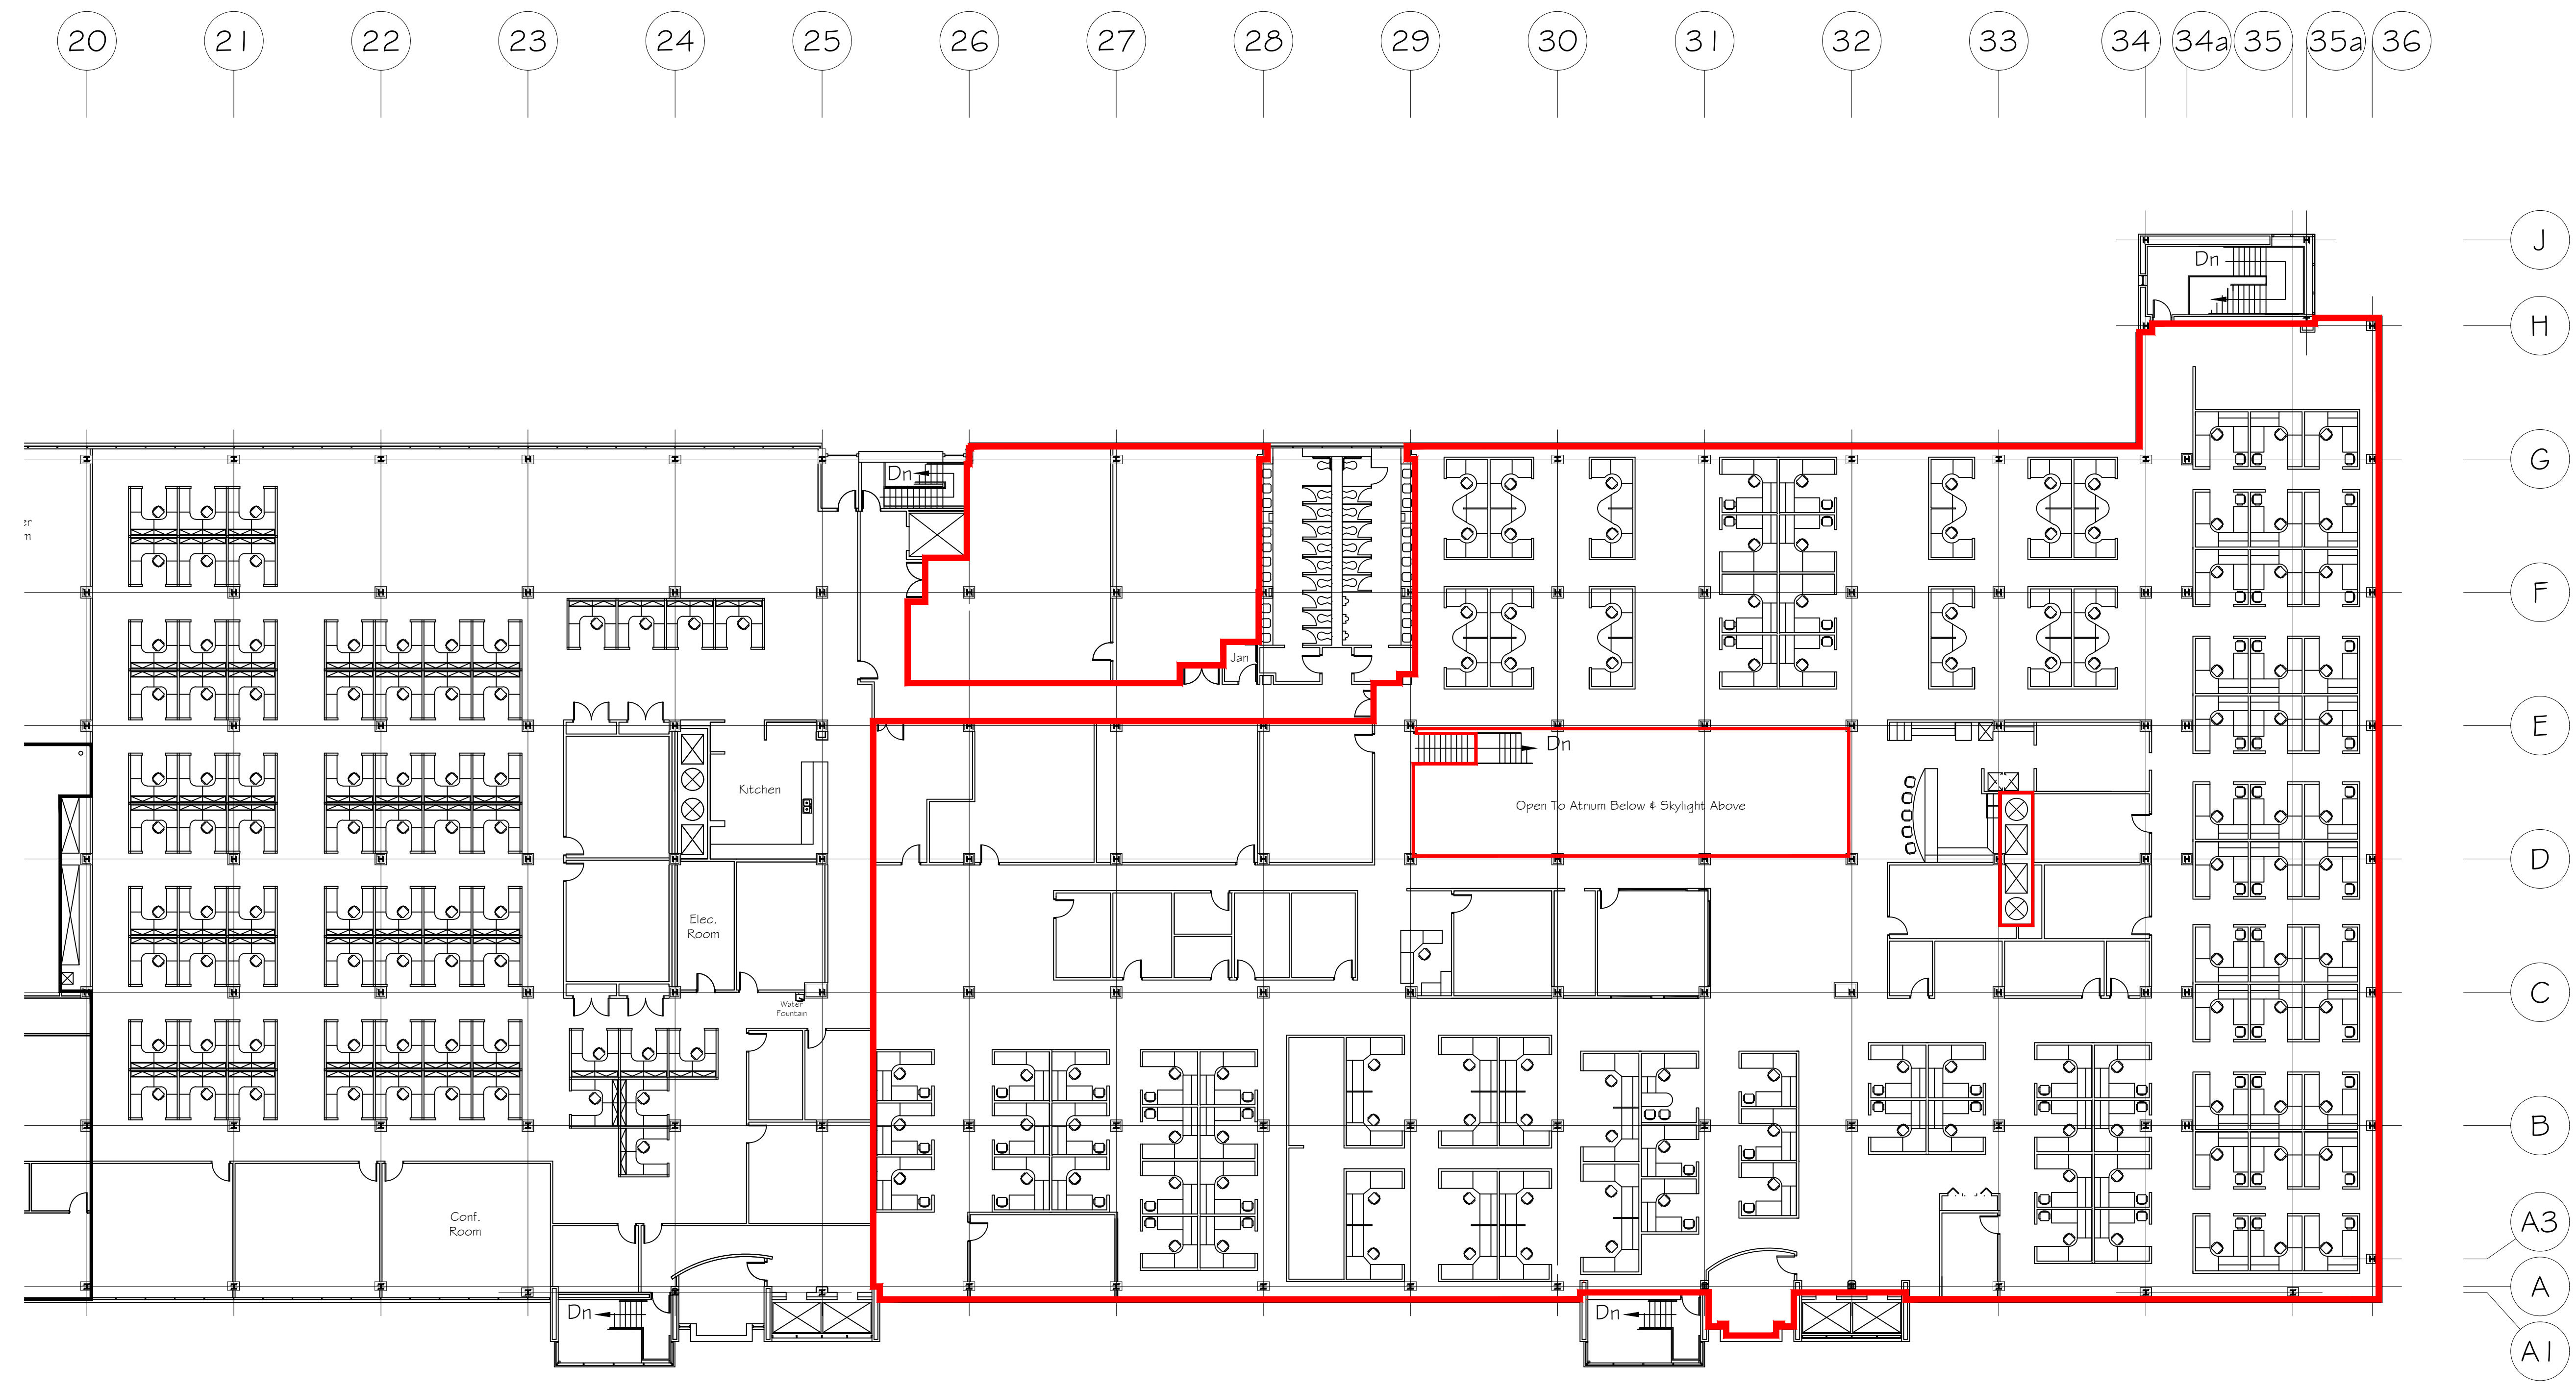 20 21 22 23 24 25 26 27 28 29 30 31 32 33 34 34a 35 35a 36
J
Dn
H
Dn
G
F
Jan
E
Dn
Kitchen
Open To Atrium Below & Skylight Above
D
Elec.
Room
C
Water
Fountain
B
Conf.
Room
A3
A
Dn
Dn
A1